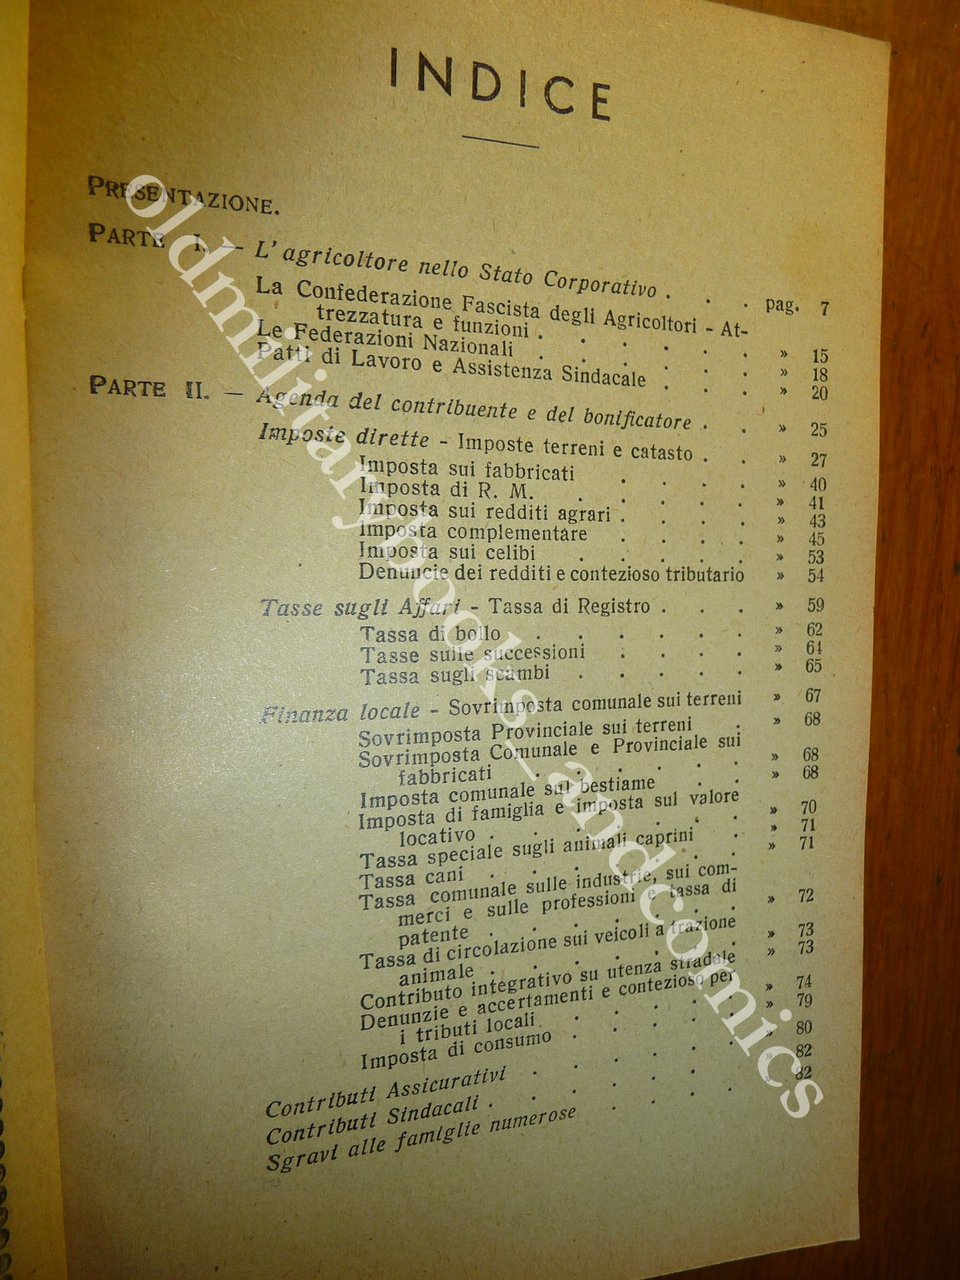 INDICE
PRESENTAZIONE.
PARTE I. — L'agricoltore nello Stato Corporativo . . . pag. 7
La Confederazione Fascista degli Agricoltori - At-
trezzatura e funzioni . . . . . . » 15
Le Federazioni Nazionali . . . . . . » 18
Patti di Lavoro e Assistenza Sindacale . . . » 20
PARTE II. — Agenda del contribuente e del bonificatore . . » 25
Imposte dirette - Imposte terreni e catasto . . » 27
Imposta sui fabbricati . . . . » 40
Imposta di R. M. . . . . . » 41
Imposta sui redditi agrari . . . . » 43
Imposta complementare . . . . » 45
Imposta sui celibi . . . . . » 53
Denuncie dei redditi e contezioso tributario » 54
Tasse sugli Affari - Tassa di Registro . . . » 59
Tassa di bollo . . . . . . » 62
Tasse sulle successioni . . . . » 64
Tassa sugli scambi . . . . . » 65
Finanza locale - Sovrimposta comunale sui terreni » 67
Sovrimposta Provinciale sui terreni . » 68
Sovrimposta Comunale e Provinciale sui
fabbricati . . . . . . » 68
Imposta comunale sul bestiame . . » 68
Imposta di famiglia e imposta sul valore
locativo . . . . . . » 70
Tassa speciale sugli animali caprini . » 71
Tassa cani . . . . . . » 71
Tassa comunale sulle industrie, sui com-
merci e sulle professioni e tassa di
patente . . . . . . » 72
Tassa di circolazione sui veicoli a trazione
animale . . . . . . » 73
Contributo integrativo su utenza stradale » 73
Denunzie e accertamenti e contezioso per
i tributi locali . . . . . » 74
Imposta di consumo . . . . . » 79
Contributi Assicurativi . . . . . » 80
Contributi Sindacali . . . . . » 82
Sgravi alle famiglie numerose . . . . » 82
oldmilitarybooks_andcomics